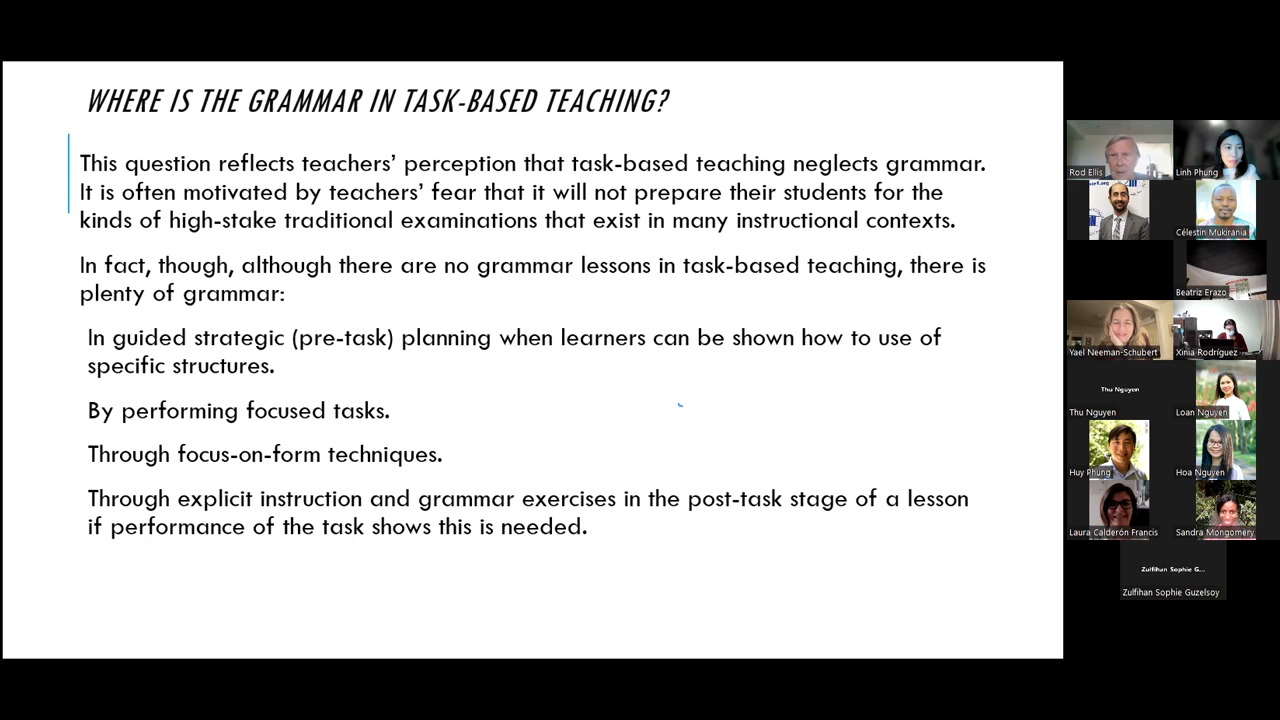 WHERE IS THE GRAMMAR IN TASK-BASED TEACHING?
This question reflects teachers’ perception that task-based teaching neglects grammar.
It is often motivated by teachers’ fear that it will not prepare their students for the
kinds of high-stake traditional examinations that exist in many instructional contexts.
In fact, though, although there are no grammar lessons in task-based teaching, there is
plenty of grammar:
In guided strategic (pre-task) planning when learners can be shown how to use of
specific structures.
By performing focused tasks.
Through focus-on-form techniques.
Through explicit instruction and grammar exercises in the post-task stage of a lesson
if performance of the task shows this is needed.
Rod Ellis
Linh Phung
Célestin Mukirania
Beatriz Erazo
Yael Neeman-Schubert
Xinia Rodríguez
Thu Nguyen
Thu Nguyen
Loan Nguyen
Huy Phung
Hoa Nguyen
Laura Calderón Francis
Sandra Mongomery
Zulfihan Sophie G...
Zulfihan Sophie Guzelsoy